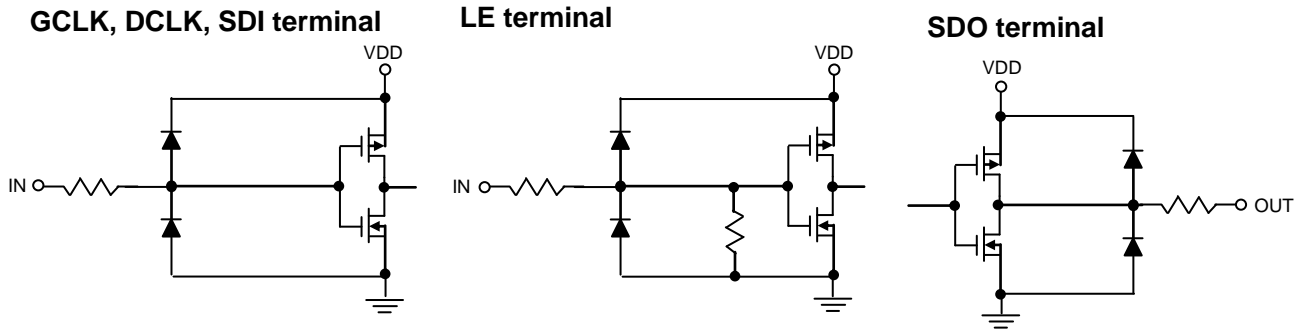 GCLK, DCLK, SDI terminal
LE terminal
SDO terminal
VDD
VDD
VDD
IN
IN
OUT